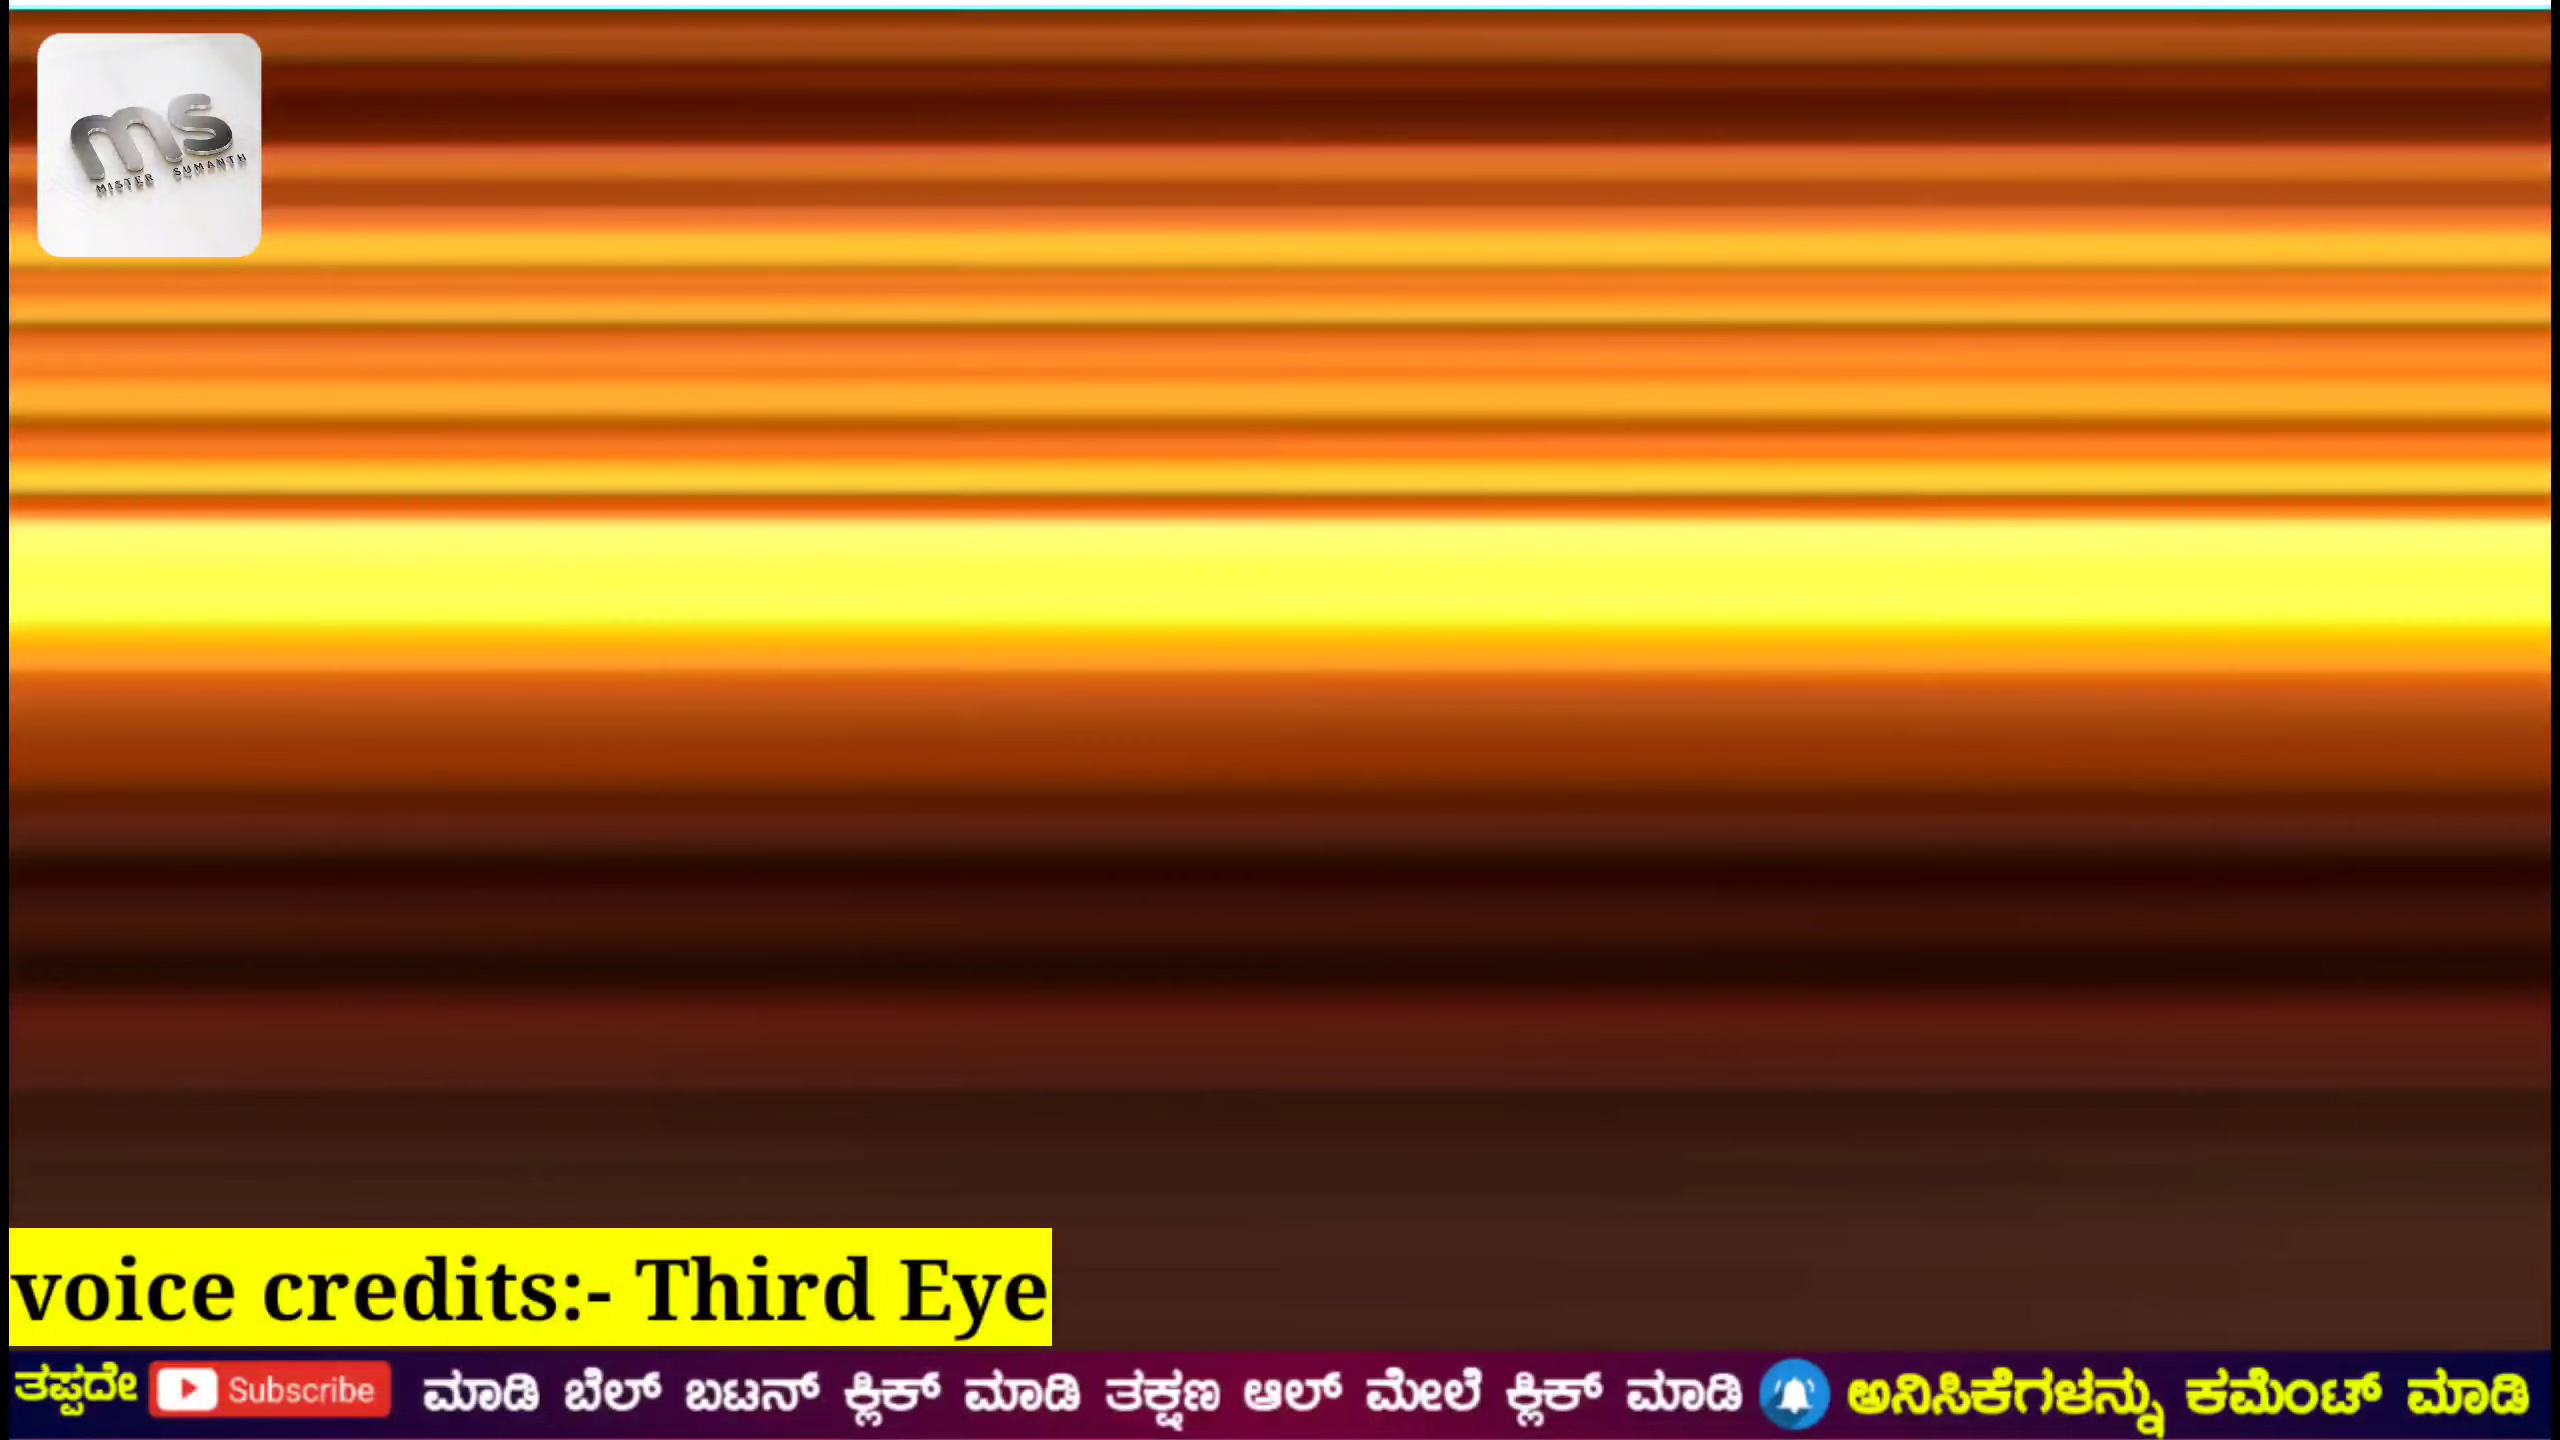 ms
MISTER SUMANTH
voice credits:- Third Eye
ತಪ್ಪದೇ Subscribe ಮಾಡಿ ಬೆಲ್ ಬಟನ್ ಕ್ಲಿಕ್ ಮಾಡಿ ತಕ್ಷಣ ಆಲ್ ಮೇಲೆ ಕ್ಲಿಕ್ ಮಾಡಿ ಅನಿಸಿಕೆಗಳನ್ನು ಕಮೆಂಟ್ ಮಾಡಿ